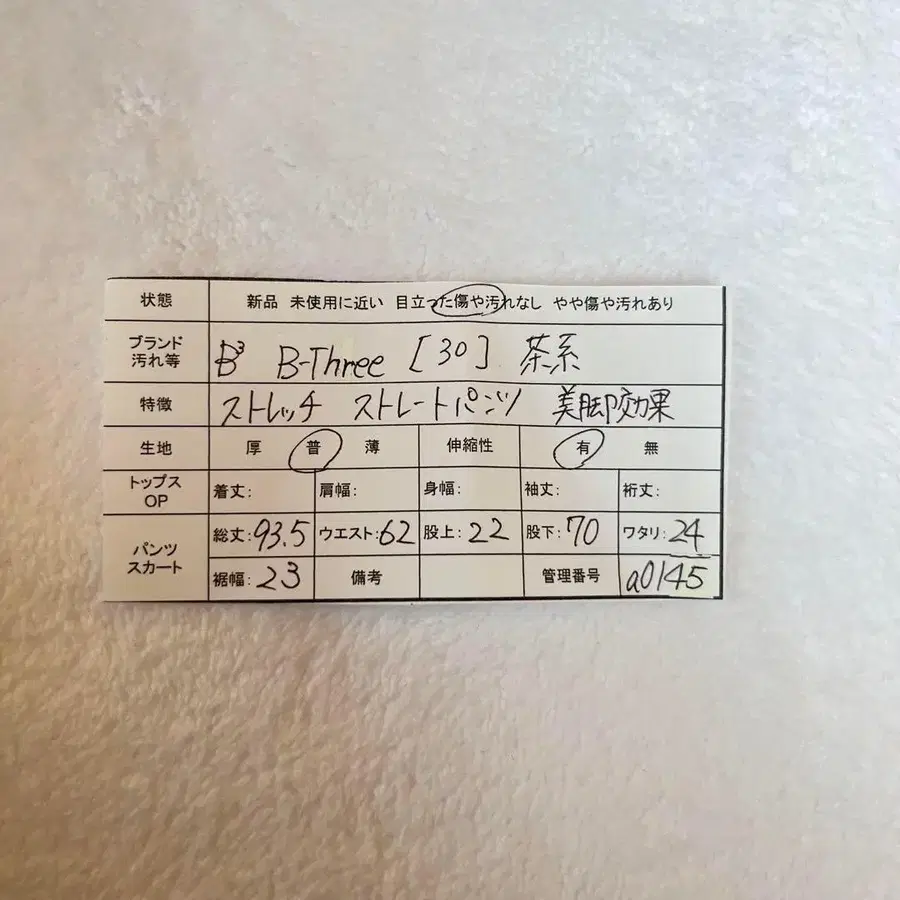 状態 新品 未使用に近い 目立った傷や汚れなし やや傷や汚れあり
ブランド 汚れ等 B³ B-Three [30] 茶系
特徴 ストレッチ ストレートパンツ 美脚効果
生地 厚 普 薄 伸縮性 有 無
トップス OP 着丈: 肩幅: 身幅: 袖丈: 裄丈:
パンツ スカート 総丈:93.5 ウエスト:62 股上:22 股下:70 ワタリ:24
裾幅:23 備考 管理番号 a0145